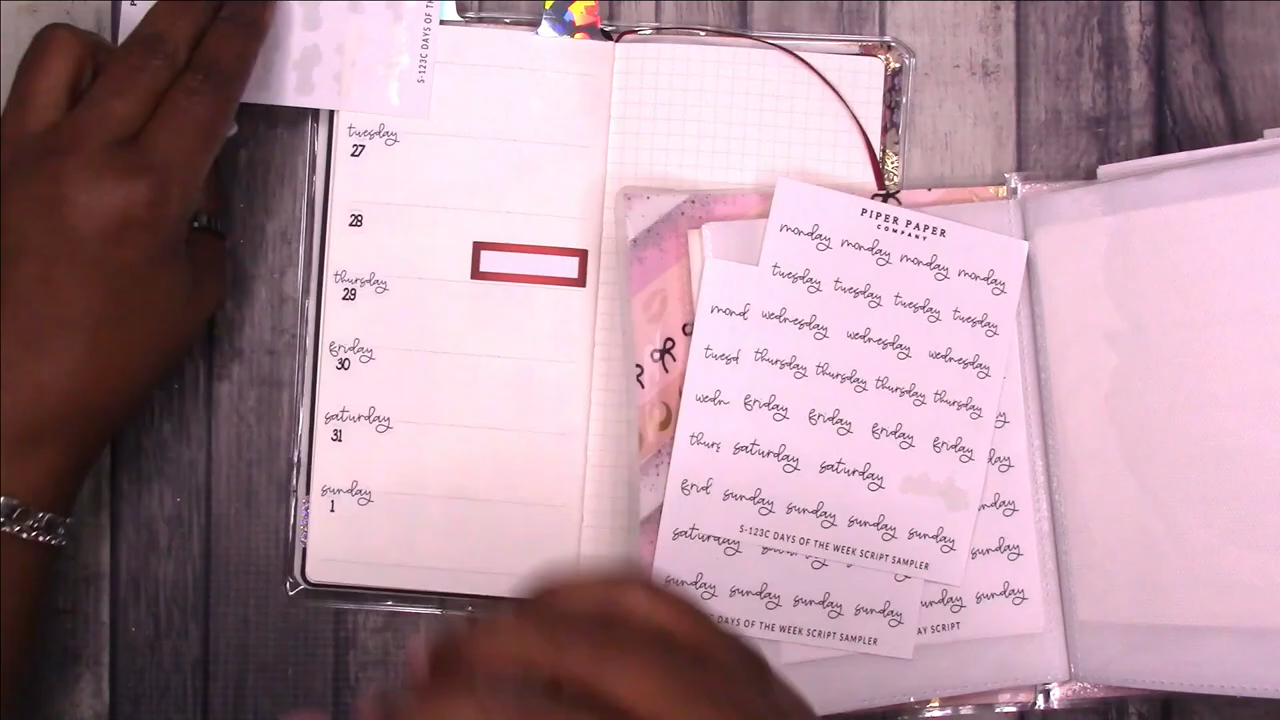 S-123C DAYS OF T
tuesday
27
28
thursday
29
friday
30
saturday
31
sunday
1
PIPER PAPER
COMPANY
monday monday monday monday
tuesday tuesday tuesday tuesday
wednesday wednesday wednesday
thursday thursday thursday thursday
friday friday friday friday
saturday saturday
sunday sunday sunday sunday
S-123C DAYS OF THE WEEK SCRIPT SAMPLER
mond
tuesd
wedn
thurs
frid
saturday
sunday sunday sunday sunday
DAYS OF THE WEEK SCRIPT SAMPLER
sunday
sunday
AY SCRIPT